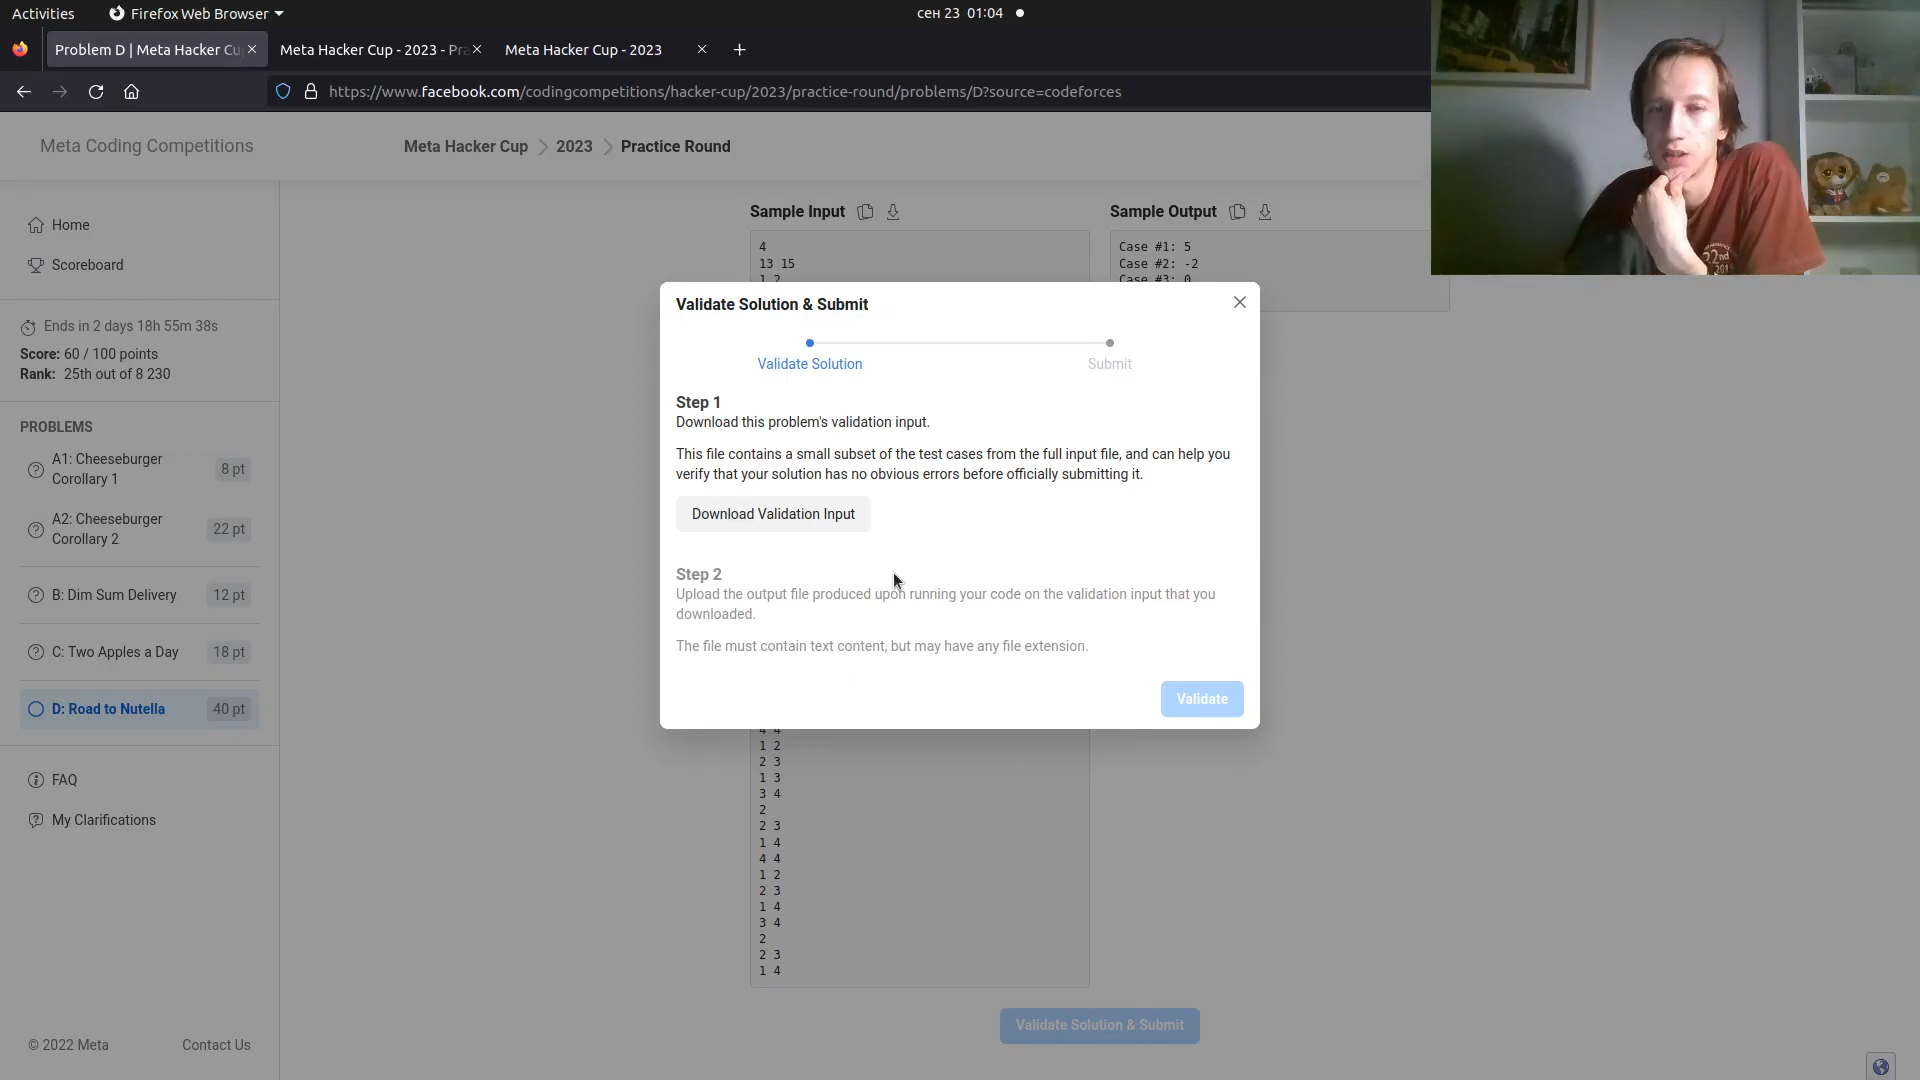 Activities
Firefox Web Browser
сен 23 01:04
Problem D | Meta Hacker Cu
Meta Hacker Cup - 2023 - Pra
Meta Hacker Cup - 2023
https://www.facebook.com/codingcompetitions/hacker-cup/2023/practice-round/problems/D?source=codeforces
Meta Coding Competitions
Meta Hacker Cup
2023
Practice Round
Home
Scoreboard
Ends in 2 days 18h 55m 38s
Score: 60 / 100 points
Rank: 25th out of 8 230
PROBLEMS
A1: Cheeseburger
Corollary 1
8 pt
A2: Cheeseburger
Corollary 2
22 pt
B: Dim Sum Delivery
12 pt
C: Two Apples a Day
18 pt
D: Road to Nutella
40 pt
FAQ
My Clarifications
© 2022 Meta
Contact Us
Sample Input
4
13 15
1 2
Sample Output
Case #1: 5
Case #2: -2
Case #3: 0
Validate Solution & Submit
Validate Solution
Submit
Step 1
Download this problem's validation input.
This file contains a small subset of the test cases from the full input file, and can help you
verify that your solution has no obvious errors before officially submitting it.
Download Validation Input
Step 2
Upload the output file produced upon running your code on the validation input that you
downloaded.
The file must contain text content, but may have any file extension.
Validate
4 4
1 2
2 3
1 3
3 4
2
2 3
1 4
4 4
1 2
2 3
1 4
3 4
2
2 3
1 4
Validate Solution & Submit
22nd
201